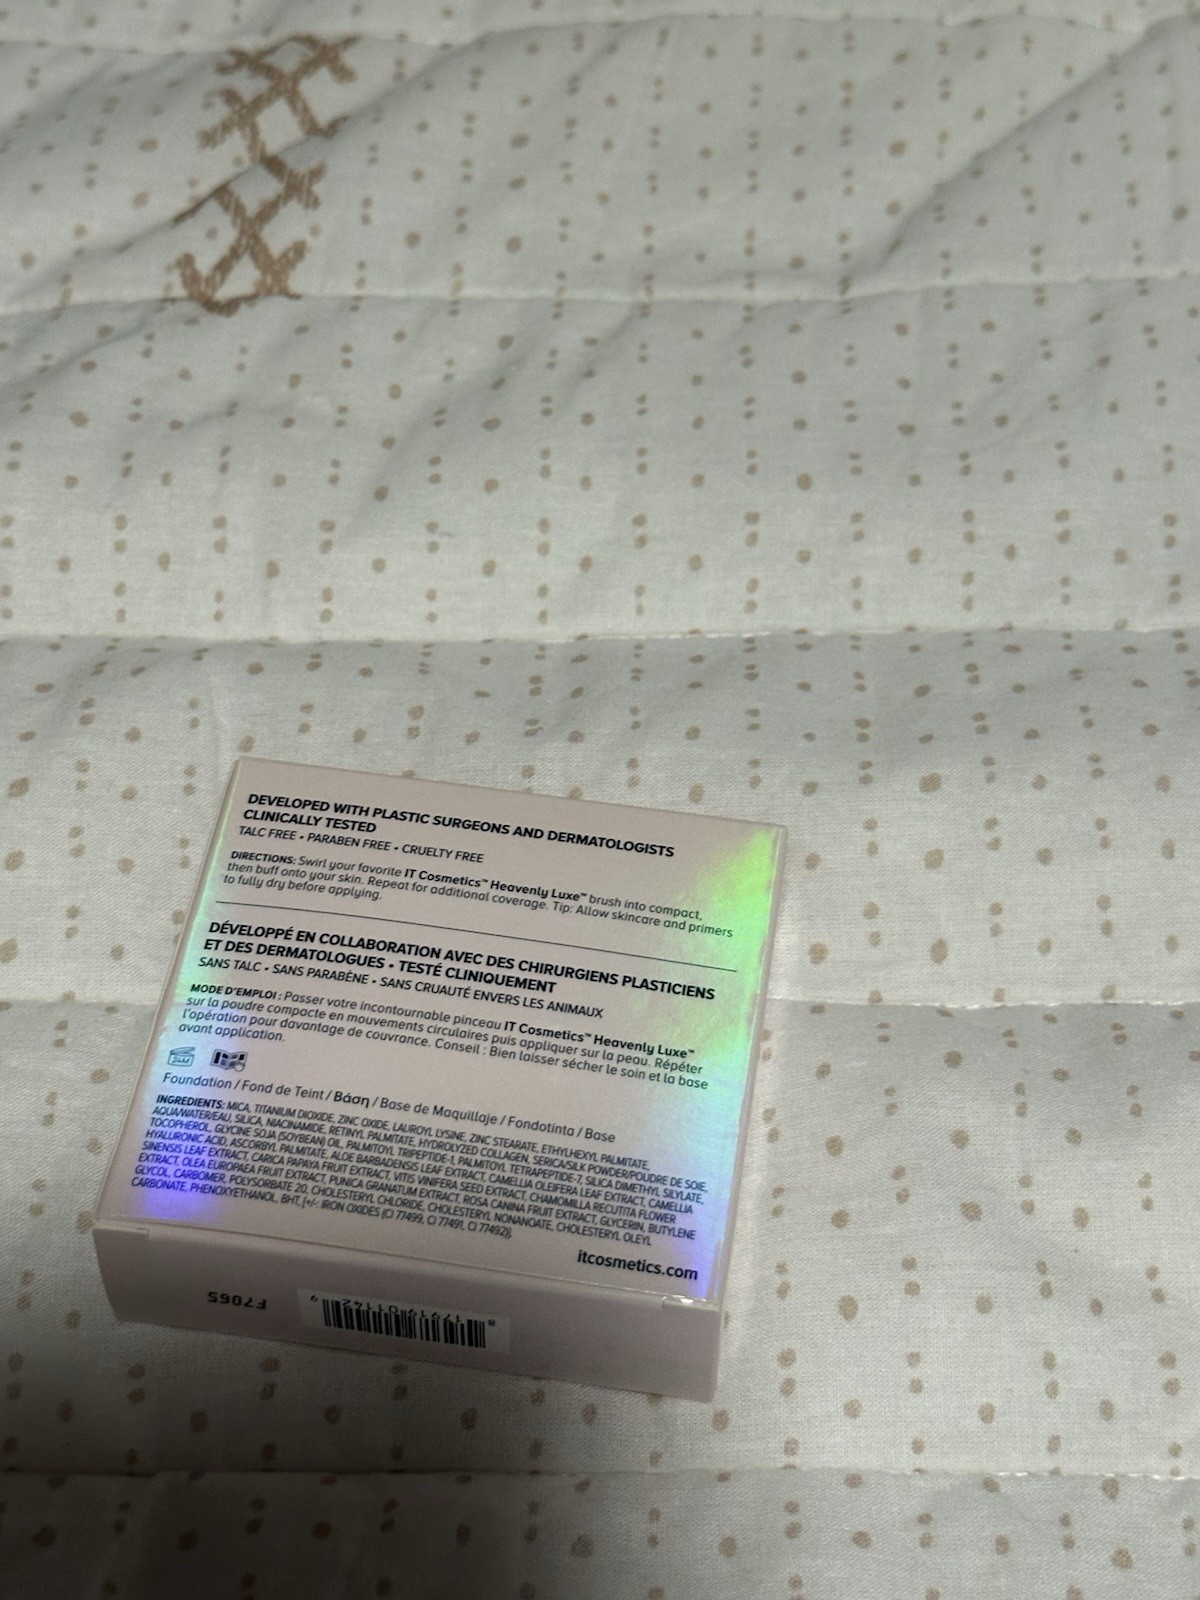 DEVELOPED WITH PLASTIC SURGEONS AND DERMATOLOGISTS
CLINICALLY TESTED
TALC FREE • PARABEN FREE • CRUELTY FREE
DIRECTIONS: Swirl your favorite IT Cosmetics™ Heavenly Luxe™ brush into compact,
then buff onto your skin. Repeat for additional coverage. Tip: Allow skincare and primers
to fully dry before applying.
DÉVELOPPÉ EN COLLABORATION AVEC DES CHIRURGIENS PLASTICIENS
ET DES DERMATOLOGUES • TESTÉ CLINIQUEMENT
SANS TALC • SANS PARABÈNE • SANS CRUAUTÉ ENVERS LES ANIMAUX
MODE D'EMPLOI : Passer votre incontournable pinceau IT Cosmetics™ Heavenly Luxe™
sur la poudre compacte en mouvements circulaires puis appliquer sur la peau. Répéter
l'opération pour davantage de couvrance. Conseil : Bien laisser sécher le soin et la base
avant application.
24M
Foundation / Fond de Teint / Βάση / Base de Maquillaje / Fondotinta / Base
INGREDIENTS: MICA, TITANIUM DIOXIDE, ZINC OXIDE, LAUROYL LYSINE, ZINC STEARATE, ETHYLHEXYL PALMITATE,
AQUA/WATER/EAU, SILICA, NIACINAMIDE, RETINYL PALMITATE, HYDROLYZED COLLAGEN, SERICA/SILK POWDER/POUDRE DE SOIE,
TOCOPHEROL, GLYCINE SOJA (SOYBEAN) OIL, PALMITOYL TRIPEPTIDE-1, PALMITOYL TETRAPEPTIDE-7, SILICA DIMETHYL SILYLATE,
HYALURONIC ACID, ASCORBYL PALMITATE, ALOE BARBADENSIS LEAF EXTRACT, CAMELLIA OLEIFERA LEAF EXTRACT, CAMELLIA
SINENSIS LEAF EXTRACT, CARICA PAPAYA FRUIT EXTRACT, VITIS VINIFERA SEED EXTRACT, CHAMOMILLA RECUTITA FLOWER
EXTRACT, OLEA EUROPAEA FRUIT EXTRACT, PUNICA GRANATUM EXTRACT, ROSA CANINA FRUIT EXTRACT, GLYCERIN, BUTYLENE
GLYCOL, CARBOMER, POLYSORBATE 20, CHOLESTERYL CHLORIDE, CHOLESTERYL NONANOATE, CHOLESTERYL OLEYL
CARBONATE, PHENOXYETHANOL, BHT, [+/-: IRON OXIDES (CI 77499, CI 77491, CI 77492)].
itcosmetics.com
F706S